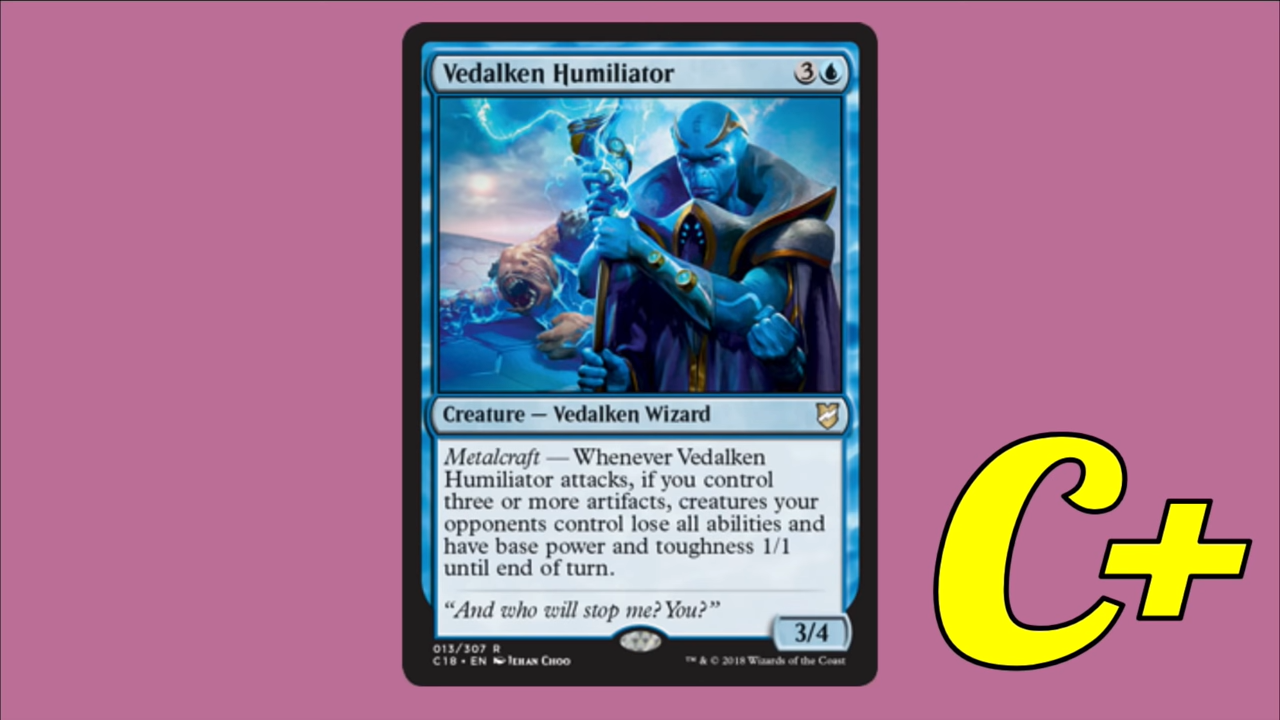 Vedalken Humiliator 3
Creature — Vedalken Wizard
Metalcraft — Whenever Vedalken
Humiliator attacks, if you control
three or more artifacts, creatures your
opponents control lose all abilities and
have base power and toughness 1/1
until end of turn.
“And who will stop me? You?”
3/4
013/307 R
C18 • EN Jehan Choo
™ & © 2018 Wizards of the Coast
C+